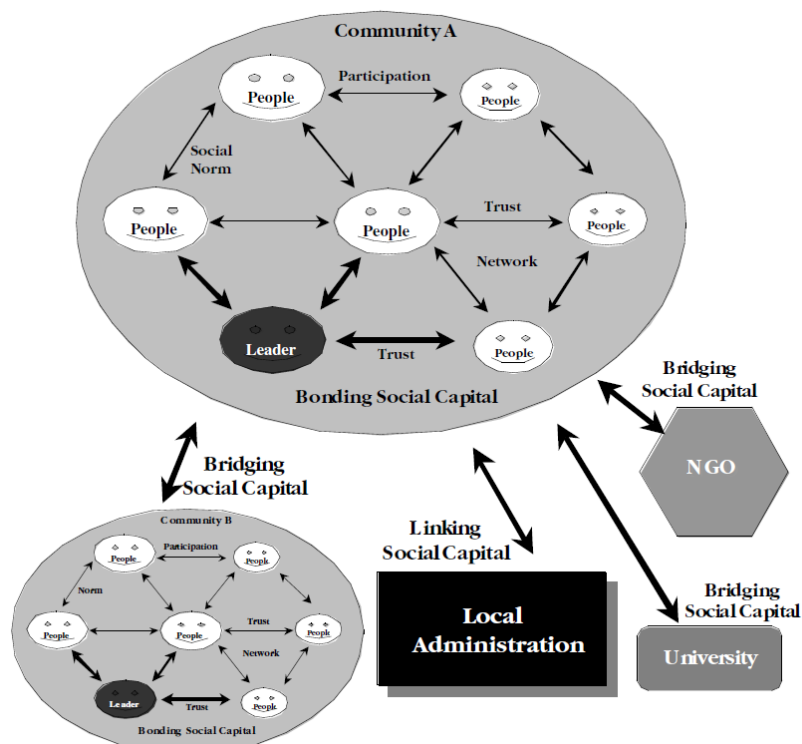 Community A
People
Participation
People
Social
Norm
People
People
Trust
People
Network
Leader
Trust
People
Bonding Social Capital
Bridging
Social Capital
NGO
Bridging
Social Capital
Linking
Social Capital
Local
Administration
Bridging
Social Capital
University
Community B
People
Participation
People
Norm
People
People
Trust
People
Network
Leader
Trust
People
Bonding Social Capital